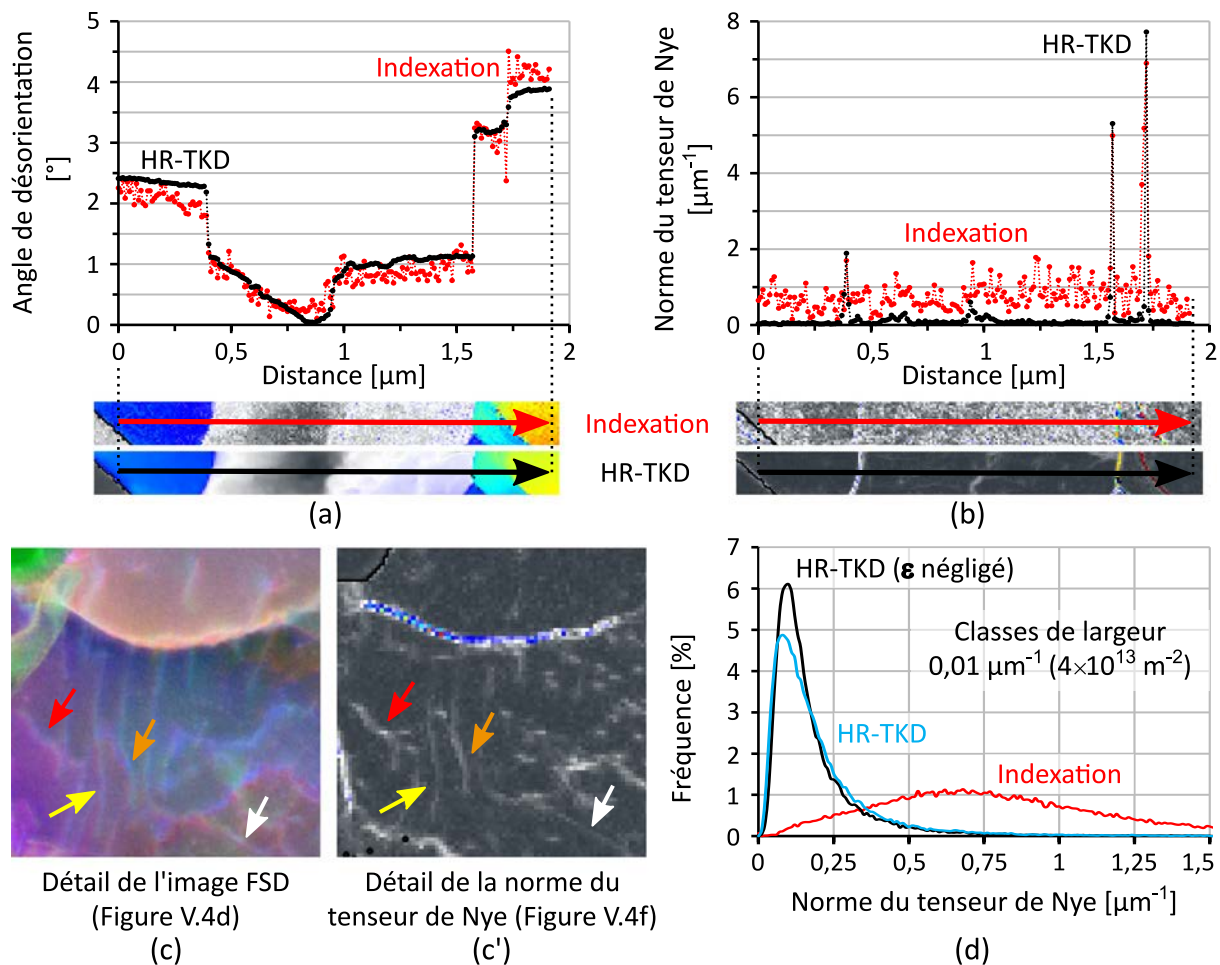 (a)
Angle de désorientation
[°]
5
4
3
2
1
0
Indexation
HR-TKD
0
0,5
1
1,5
2
Distance [µm]
(b)
Norme du tenseur de Nye
[µm⁻¹]
8
6
4
2
0
HR-TKD
Indexation
0
0,5
1
1,5
2
Distance [µm]
Indexation
HR-TKD
Détail de l'image FSD
(Figure V.4d)
(c)
Détail de la norme du
tenseur de Nye (Figure V.4f)
(c')
Fréquence [%]
7
6
5
4
3
2
1
0
HR-TKD (ε négligé)
Classes de largeur
0,01 µm⁻¹ (4×10¹³ m⁻²)
HR-TKD
Indexation
0
0,25
0,5
0,75
1
1,25
1,5
Norme du tenseur de Nye [µm⁻¹]
(d)